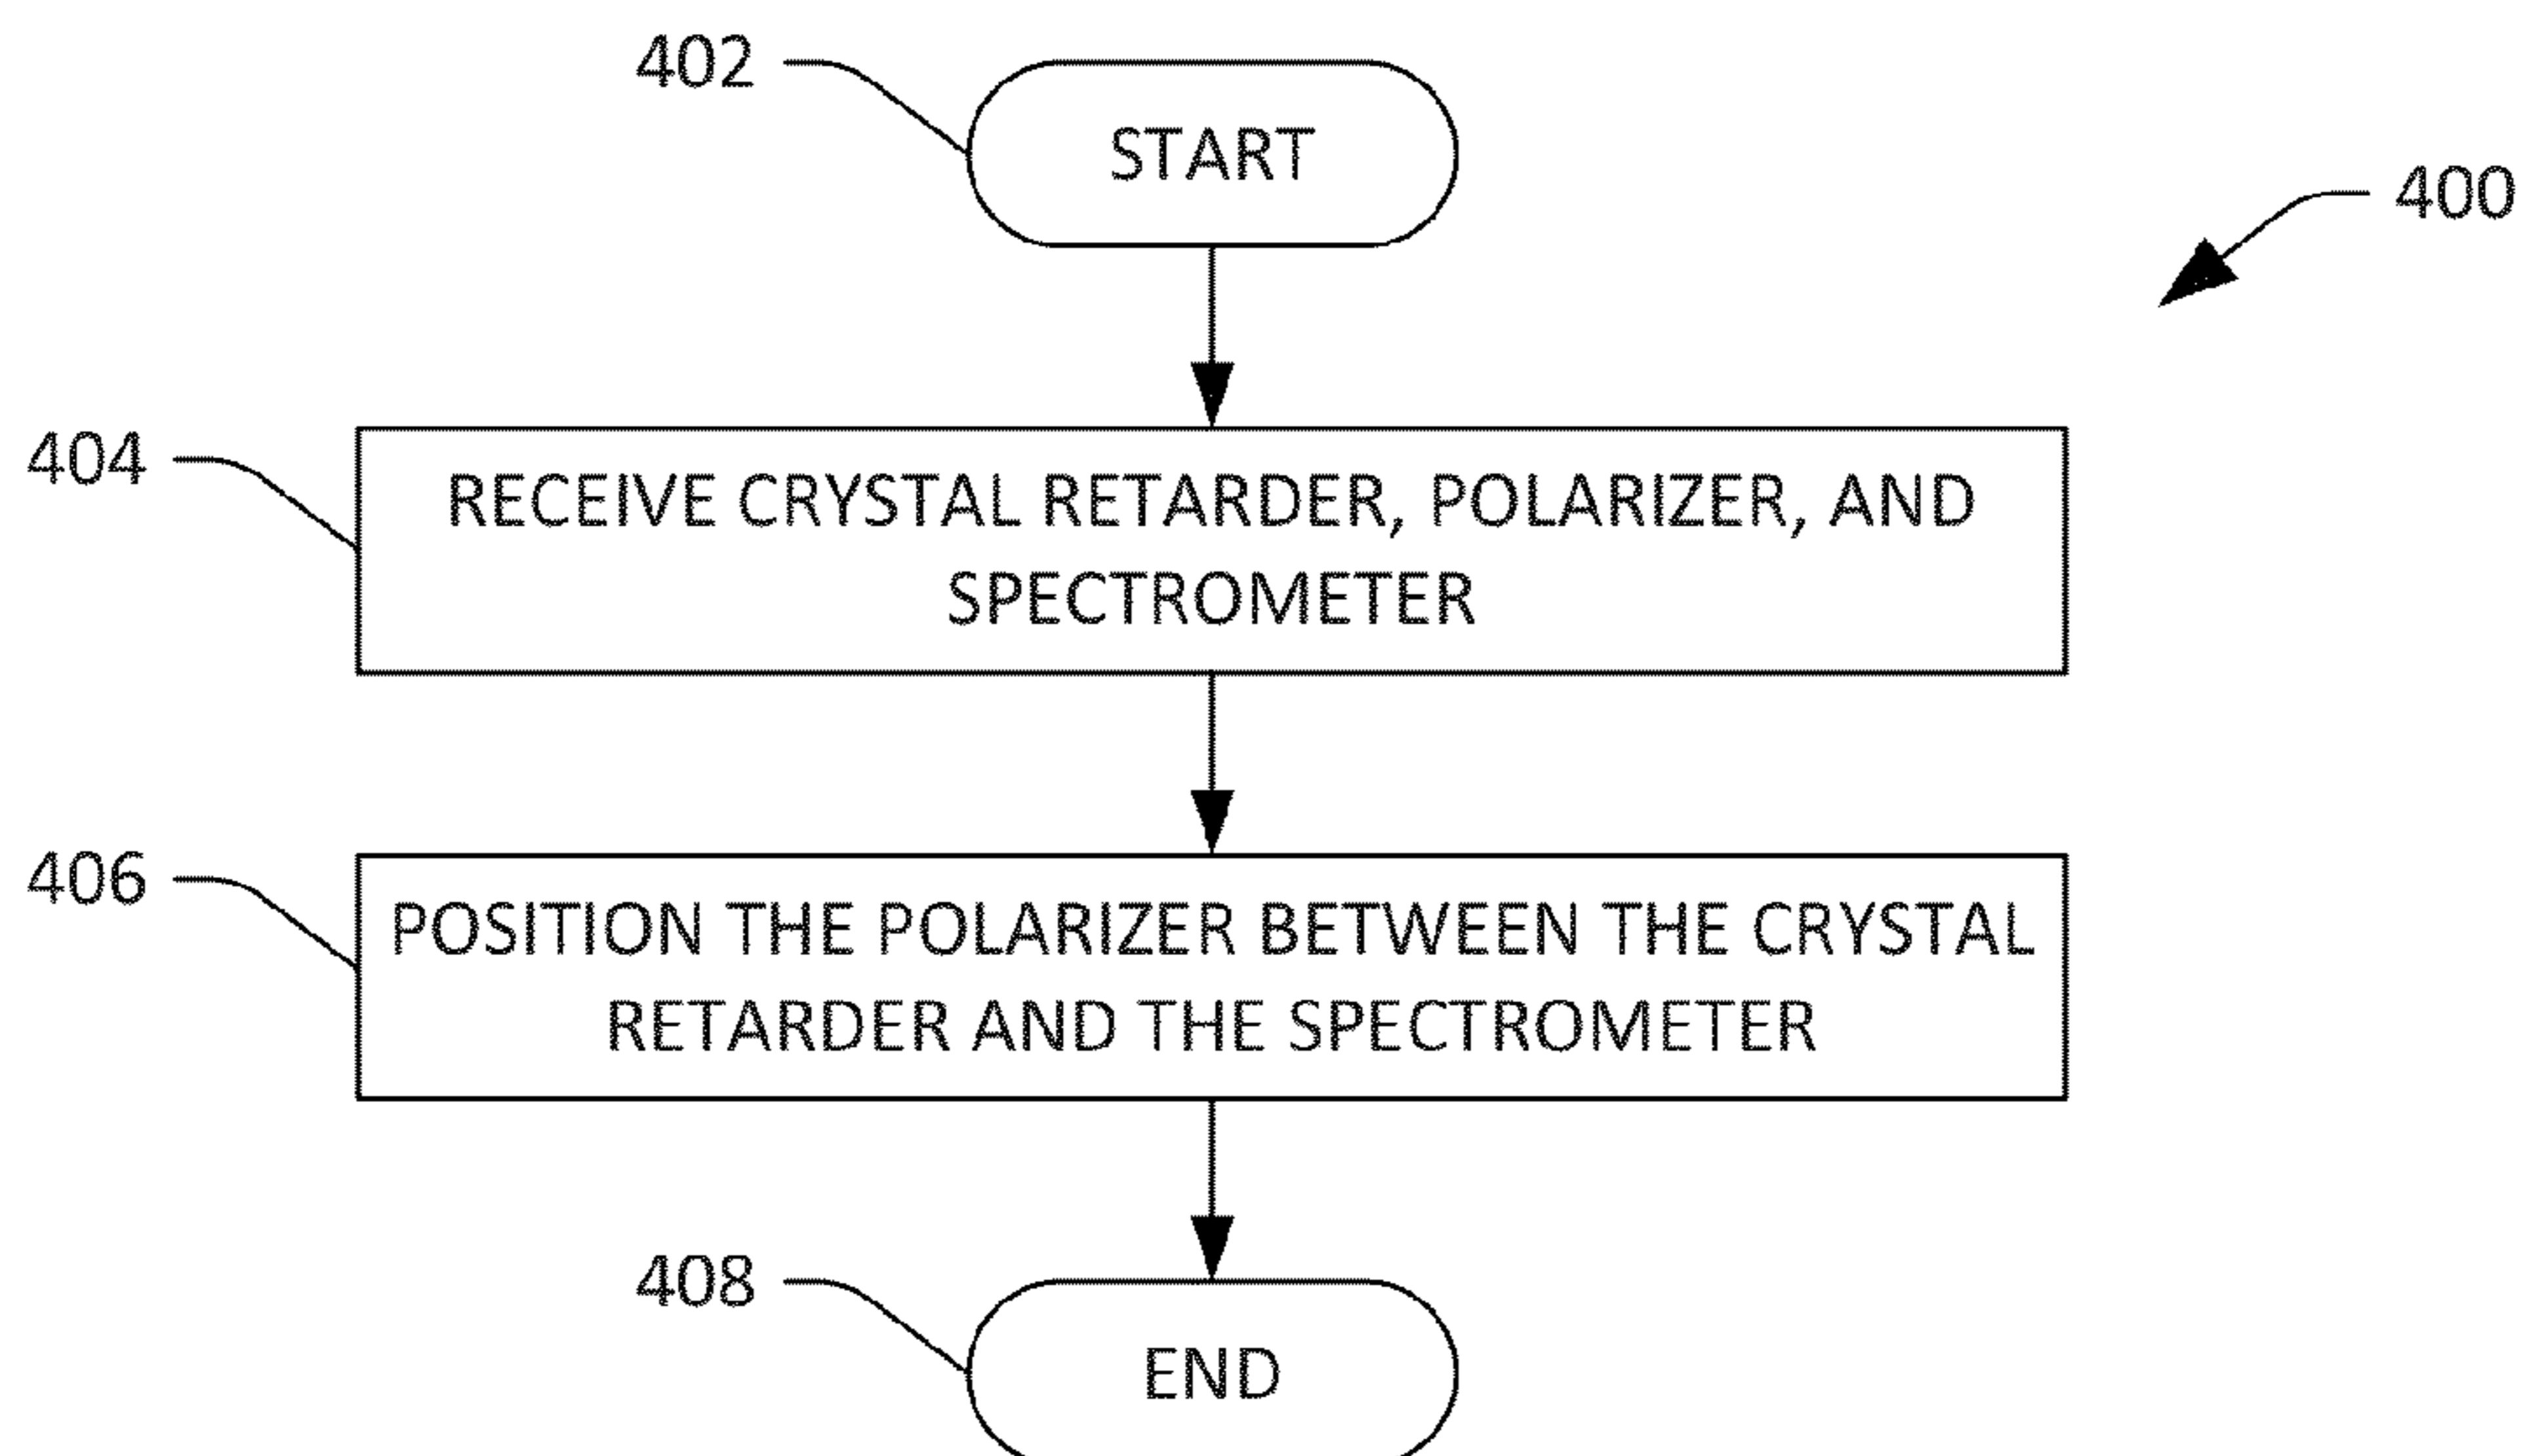 402
START
400
404
RECEIVE CRYSTAL RETARDER, POLARIZER, AND
SPECTROMETER
406
POSITION THE POLARIZER BETWEEN THE CRYSTAL
RETARDER AND THE SPECTROMETER
408
END